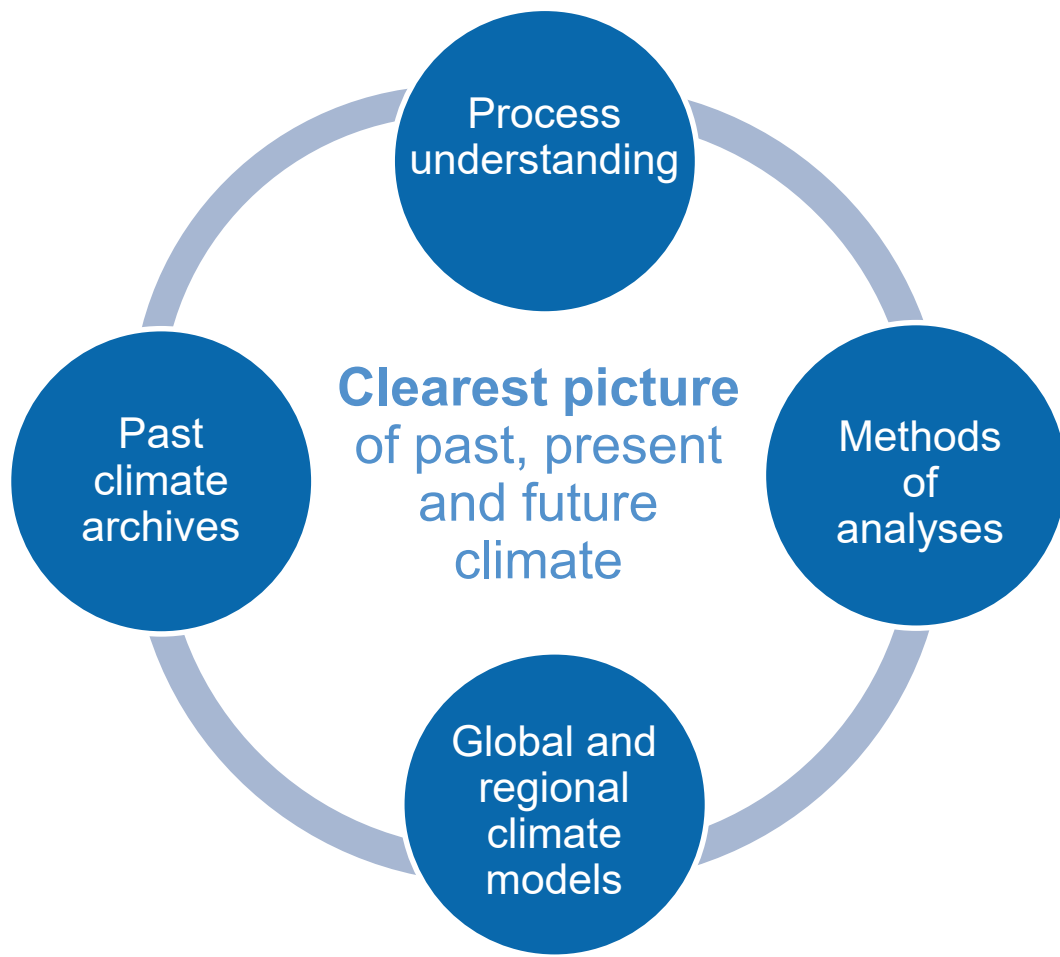 Process
understanding
Past
climate
archives
Clearest picture
of past, present
and future
climate
Methods
of
analyses
Global and
regional
climate
models